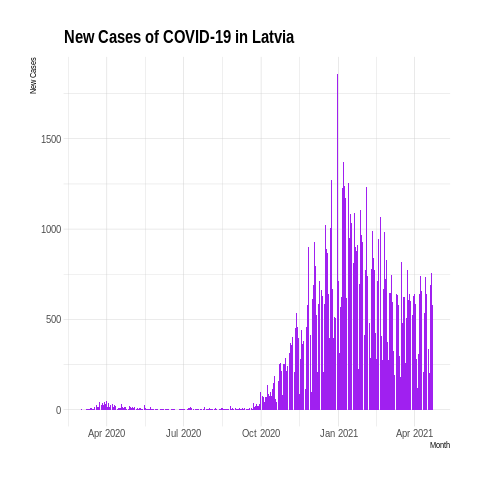 New Cases of COVID-19 in Latvia
New Cases
1500
1000
500
0
Apr 2020 Jul 2020 Oct 2020 Jan 2021 Apr 2021
Month